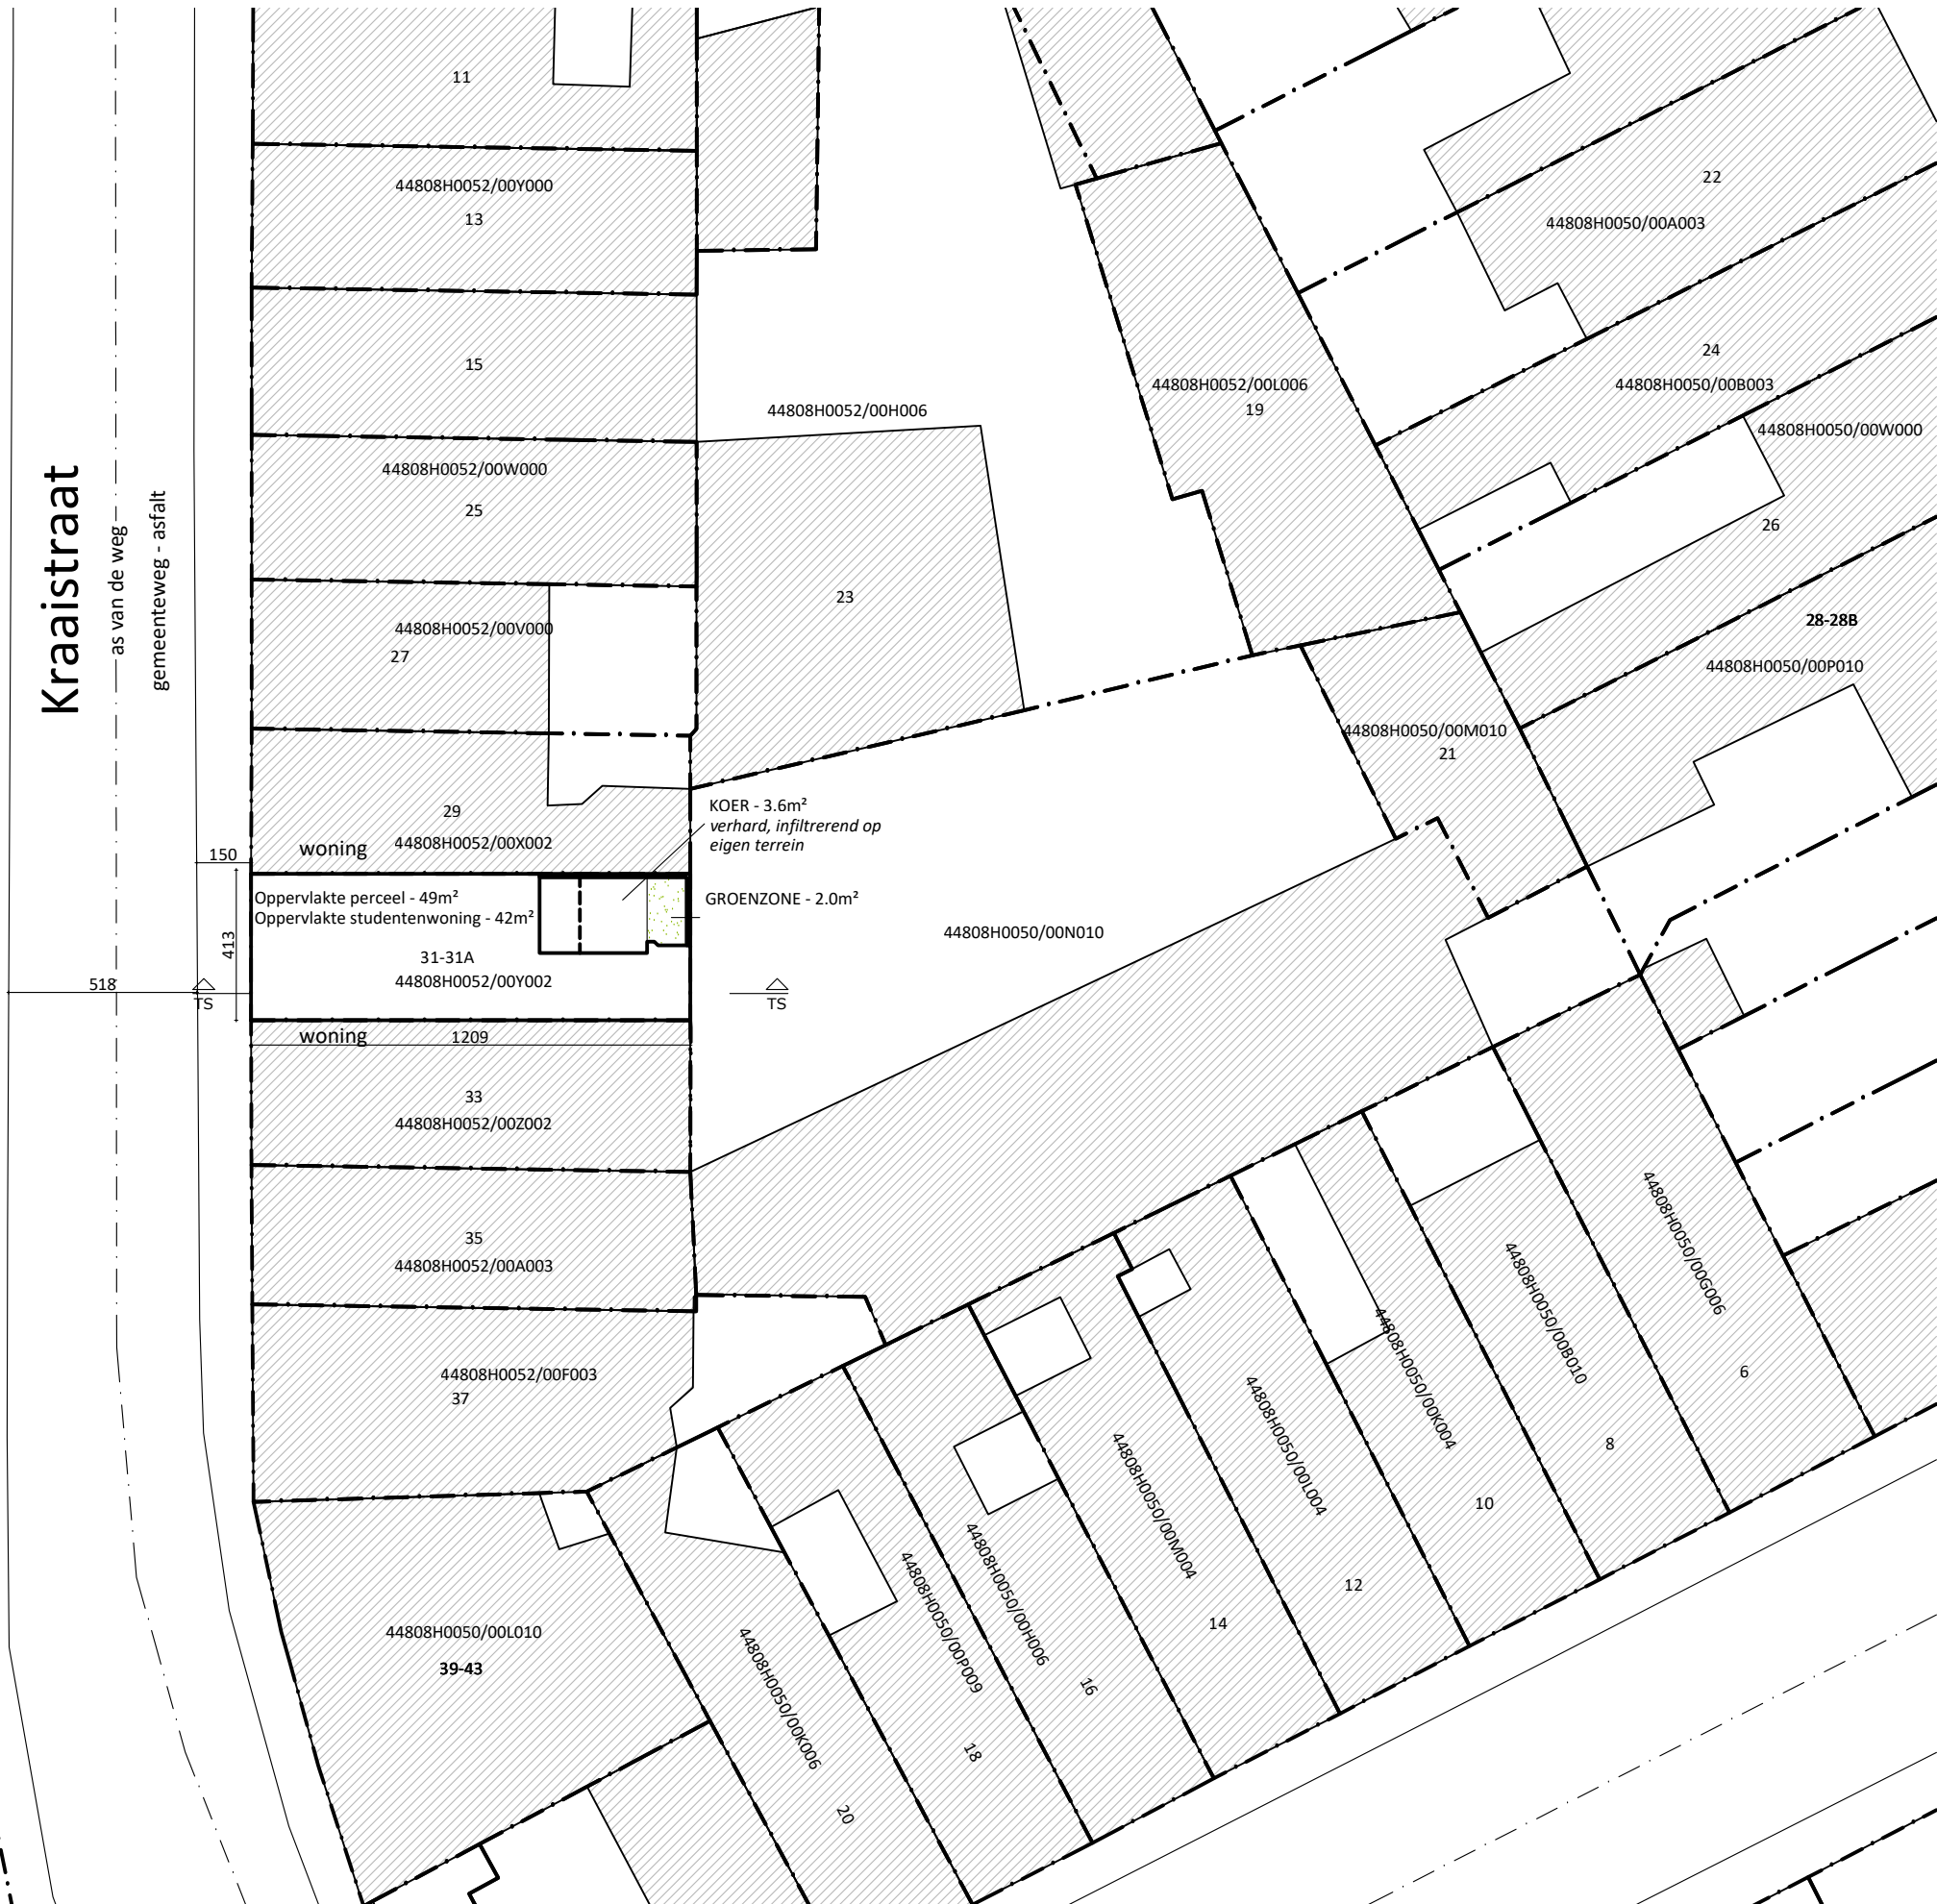 11
44808H0052/00Y000
13
15
44808H0052/00W000
25
44808H0052/00V000
27
29
44808H0052/00X002
woning
150
Oppervlakte perceel - 49m²
Oppervlakte studentenwoning - 42m²
31-31A
44808H0052/00Y002
413
518
TS
TS
KOER - 3.6m²
verhard, infiltrerend op
eigen terrein
GROENZONE - 2.0m²
woning
1209
33
44808H0052/00Z002
35
44808H0052/00A003
44808H0052/00F003
37
44808H0050/00L010
39-43
Kraaistraat
as van de weg
gemeenteweg - asfalt
44808H0052/00H006
23
44808H0052/00L006
19
22
44808H0050/00A003
24
44808H0050/00B003
44808H0050/00W000
26
28-28B
44808H0050/00P010
44808H0050/00M010
21
44808H0050/00N010
44808H0050/00G006
6
44808H0050/00B010
8
44808H0050/00K004
10
44808H0050/00L004
12
44808H0050/00M004
14
44808H0050/00H006
16
44808H0050/00P009
18
44808H0050/00K006
20